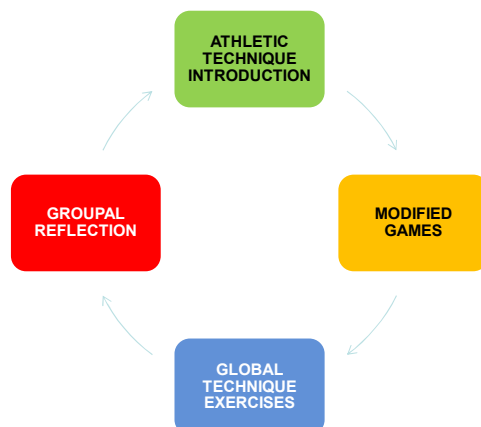 ATHLETIC
TECHNIQUE
INTRODUCTION
MODIFIED
GAMES
GLOBAL
TECHNIQUE
EXERCISES
GROUPAL
REFLECTION